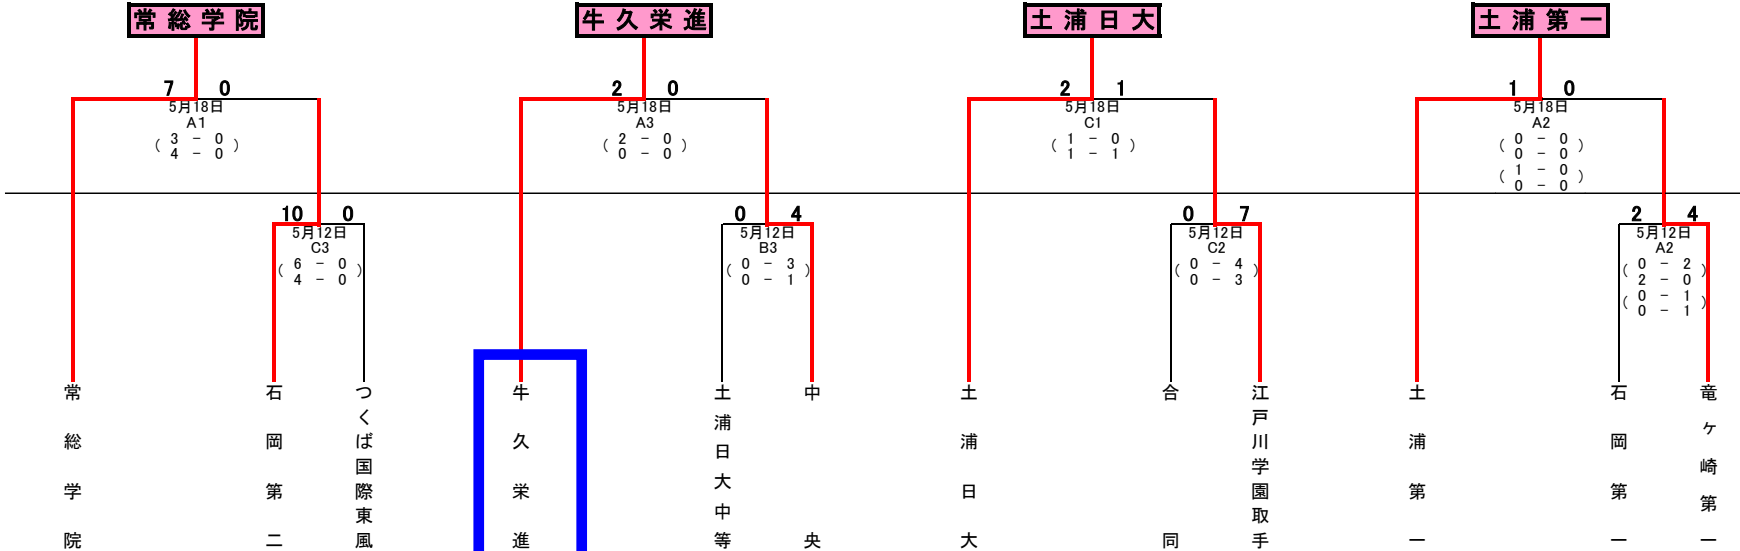 常総学院 牛久栄進 土浦日大 土浦第一
7 0 2 0 2 1 1 0
5月18日 5月18日 5月18日 5月18日
A1 A3 C1 A2
( 3 - 0 ) ( 2 - 0 ) ( 1 - 0 ) ( 0 - 0 )
4 - 0 0 - 0 1 - 1 0 - 0
( 1 - 0 )
0 - 0
10 0 0 4 0 7 2 4
5月12日 5月12日 5月12日 5月12日
C3 B3 C2 A2
( 6 - 0 ) ( 0 - 3 ) ( 0 - 4 ) ( 0 - 2 )
4 - 0 0 - 1 0 - 3 2 - 0
( 0 - 1 )
0 - 1
常総学院
石岡第二
つくば国際東風
牛久栄進
土浦日大中等
中央
土浦日大
合同
江戸川学園取手
土浦第一
石岡第一
竜ヶ崎第一